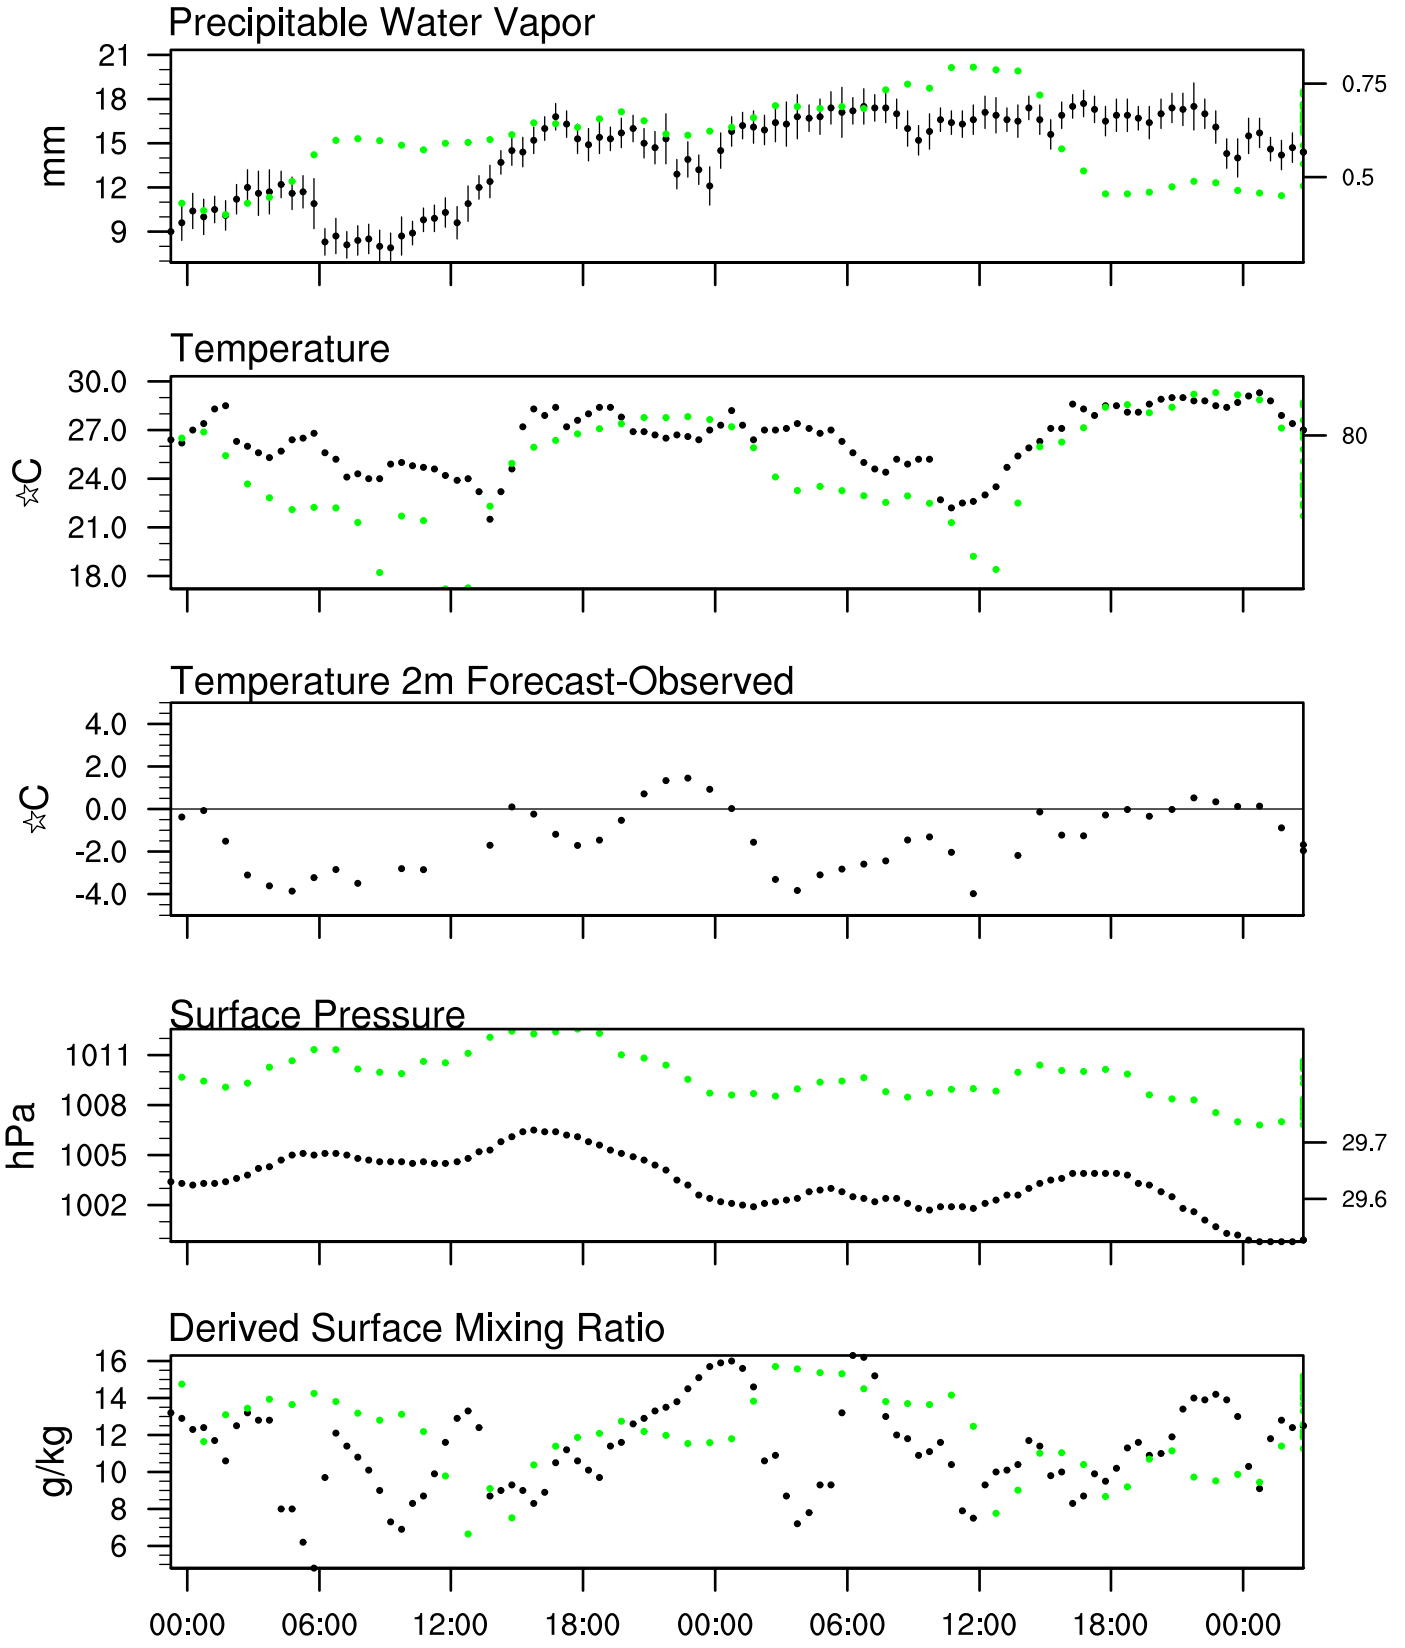 Precipitable Water Vapor
21
18
15
12
9
mm
0.75
0.5
Temperature
30.0
27.0
24.0
21.0
18.0
☆C
80
Temperature 2m Forecast-Observed
4.0
2.0
0.0
-2.0
-4.0
☆C
Surface Pressure
1011
1008
1005
1002
hPa
29.7
29.6
Derived Surface Mixing Ratio
16
14
12
10
8
6
g/kg
00:00 06:00 12:00 18:00 00:00 06:00 12:00 18:00 00:00